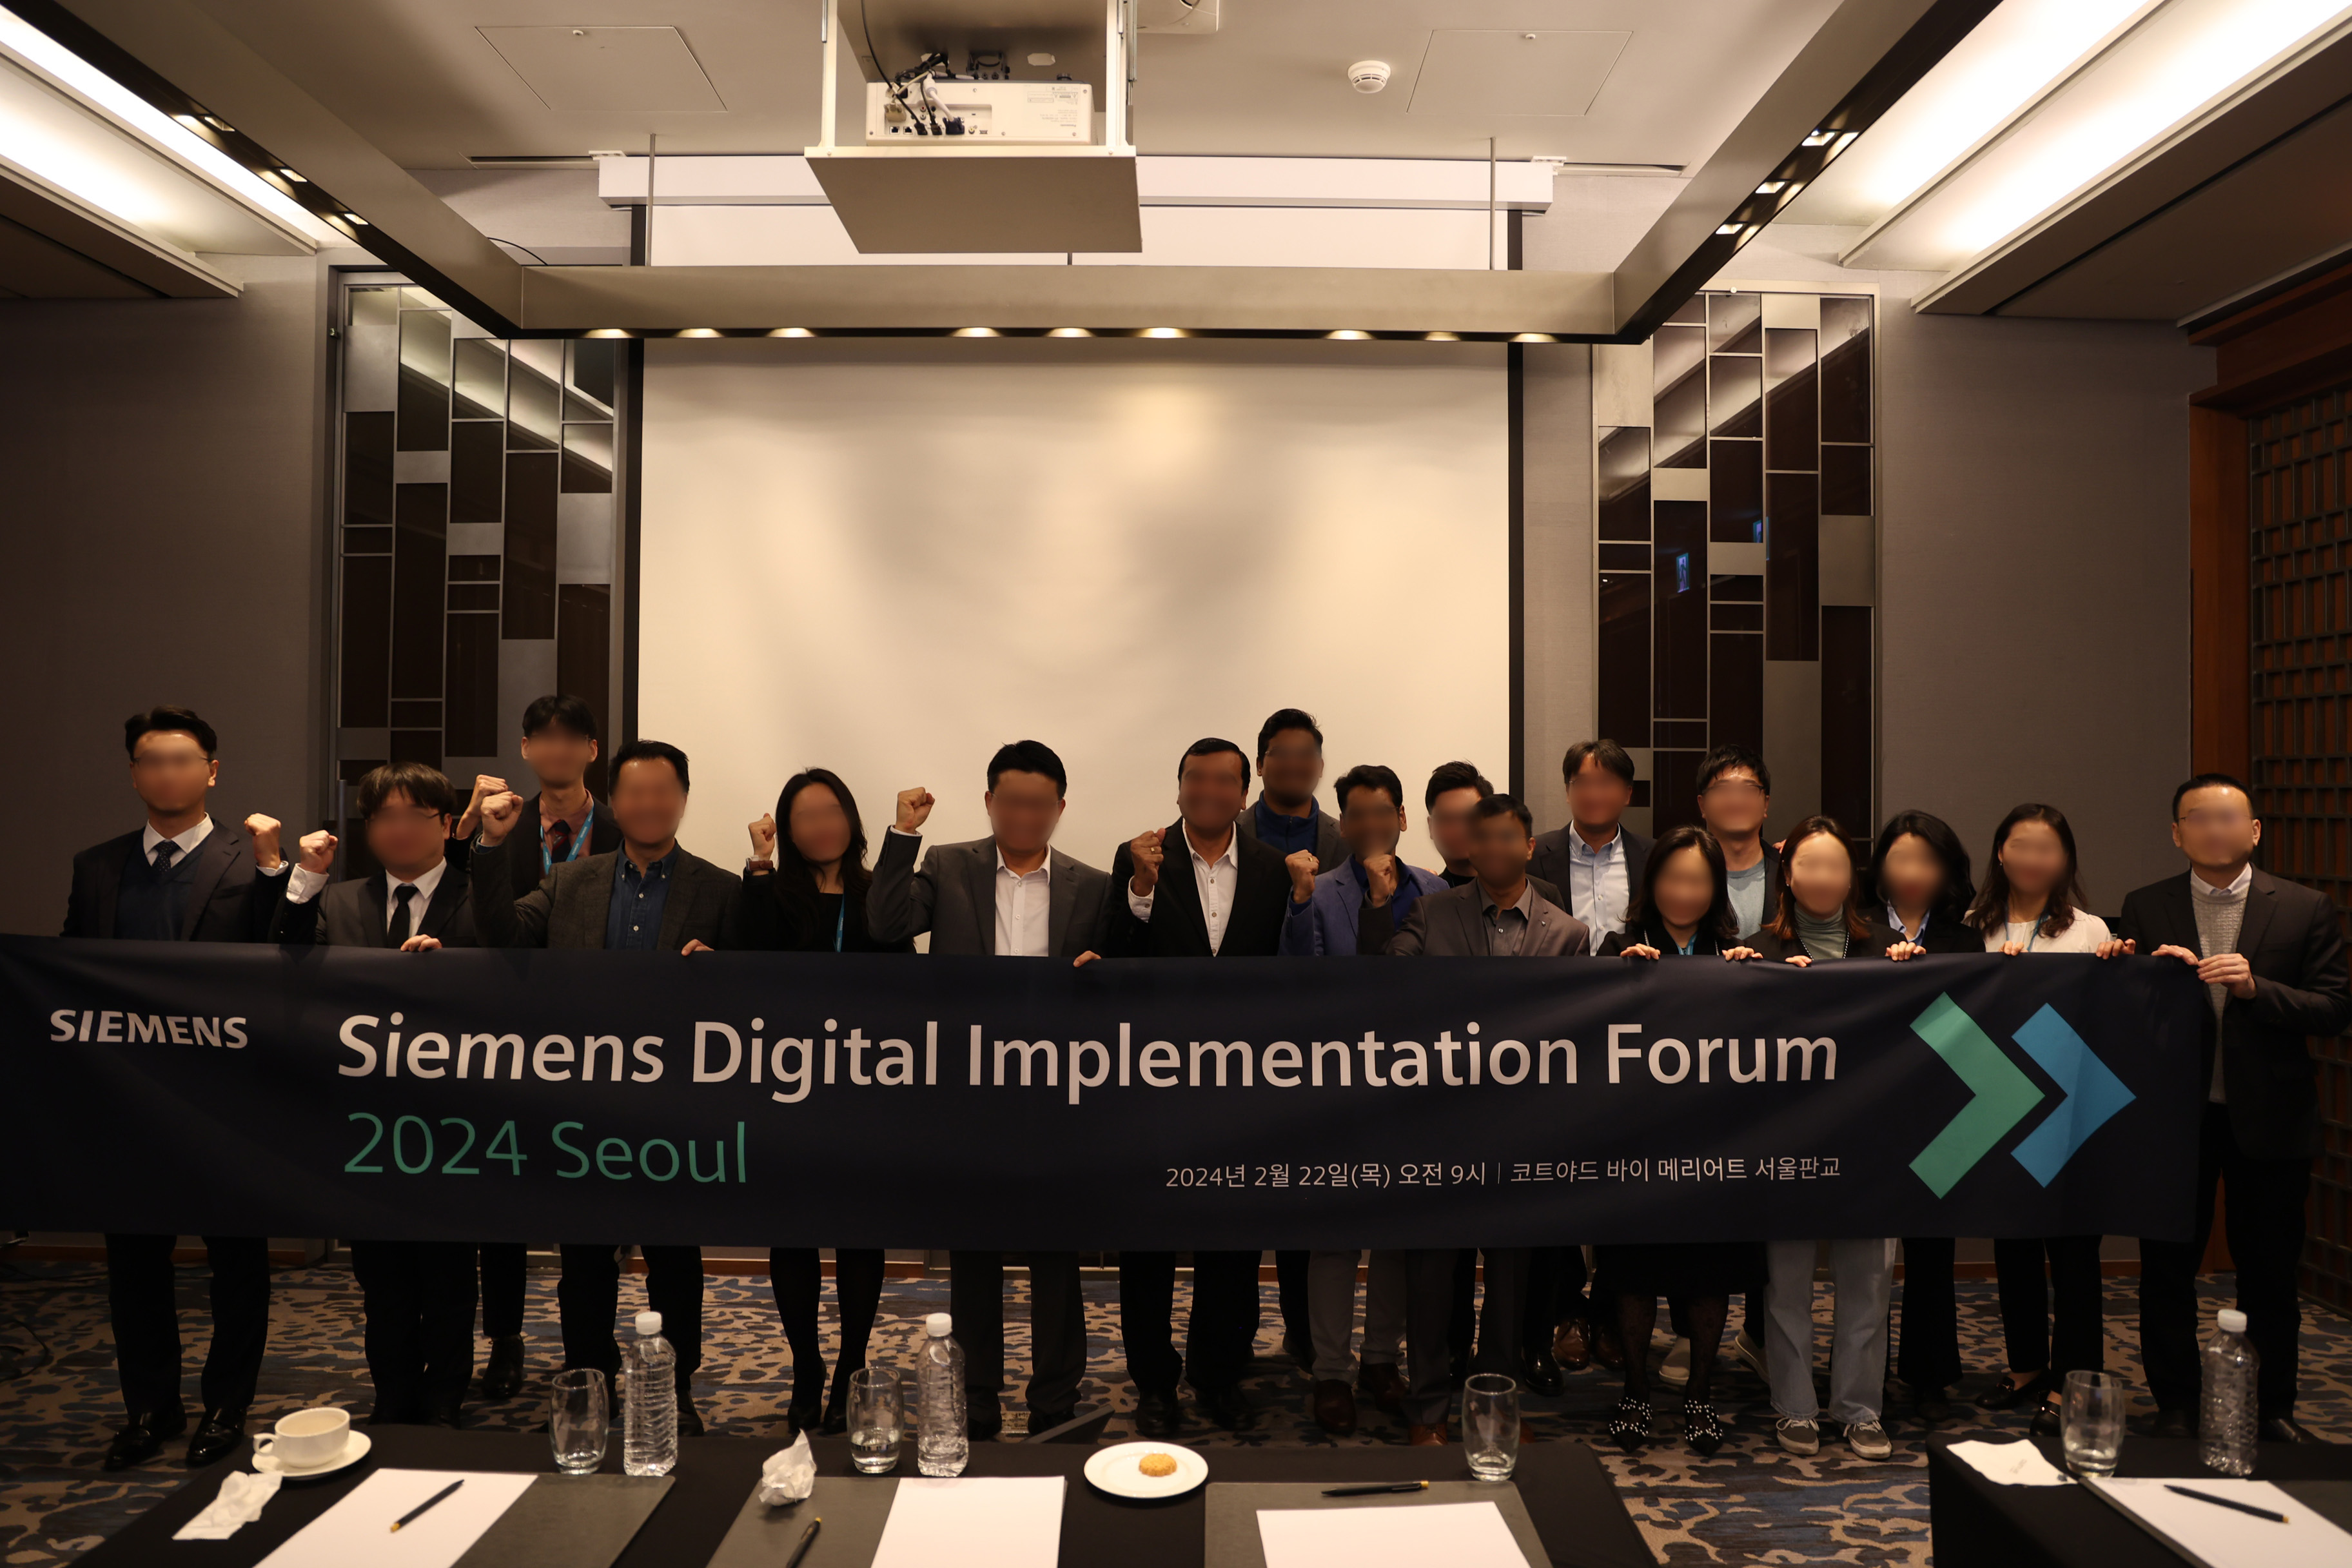 SIEMENS
Siemens Digital Implementation Forum
2024 Seoul
2024년 2월 22일(목) 오전 9시 | 코트야드 바이 메리어트 서울판교